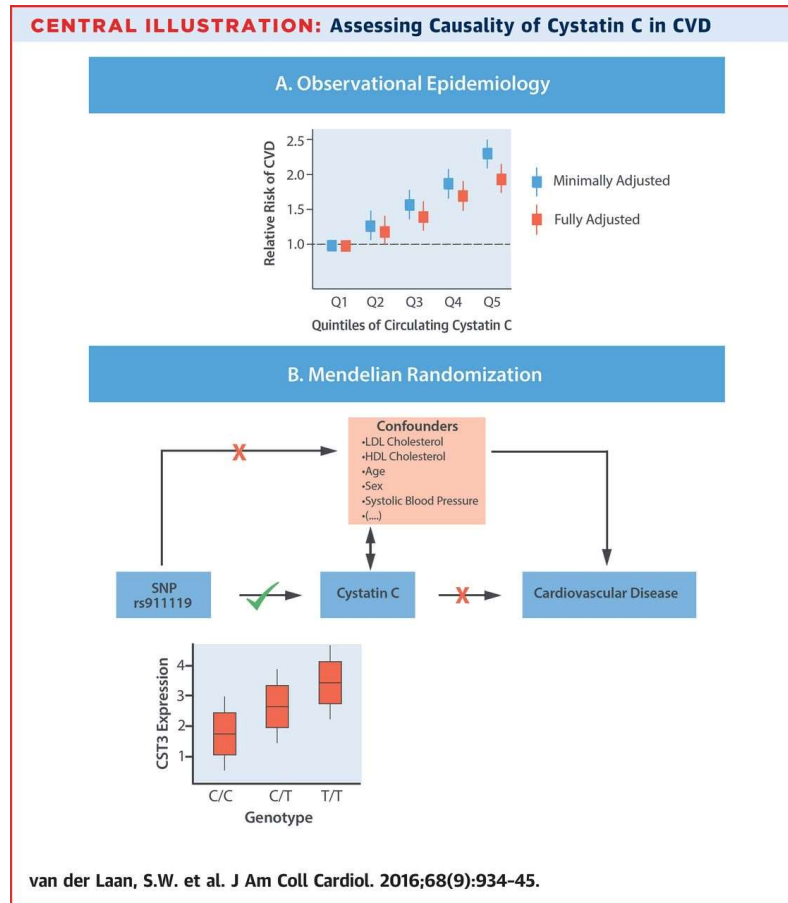 CENTRAL ILLUSTRATION: Assessing Causality of Cystatin C in CVD
A. Observational Epidemiology
Relative Risk of CVD
2.5
2.0
1.5
1.0
Q1 Q2 Q3 Q4 Q5
Quintiles of Circulating Cystatin C
Minimally Adjusted
Fully Adjusted
B. Mendelian Randomization
Confounders
•LDL Cholesterol
•HDL Cholesterol
•Age
•Sex
•Systolic Blood Pressure
•(....)
X
SNP
rs911119
Cystatin C
X
Cardiovascular Disease
CST3 Expression
4
3
2
1
C/C C/T T/T
Genotype
van der Laan, S.W. et al. J Am Coll Cardiol. 2016;68(9):934-45.